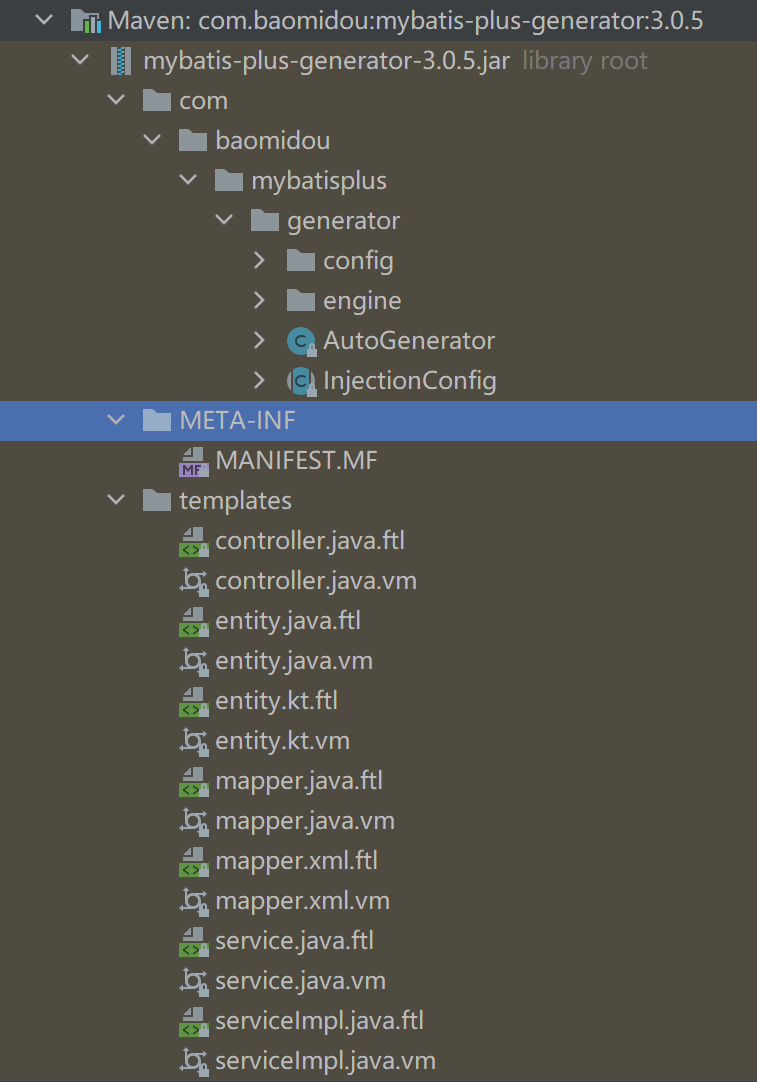 Maven: com.baomidou:mybatis-plus-generator:3.0.5
mybatis-plus-generator-3.0.5.jar library root
com
baomidou
mybatisplus
generator
config
engine
C AutoGenerator
C InjectionConfig
META-INF
MF MANIFEST.MF
templates
<> controller.java.ftl
controller.java.vm
<> entity.java.ftl
entity.java.vm
<> entity.kt.ftl
entity.kt.vm
<> mapper.java.ftl
mapper.java.vm
<> mapper.xml.ftl
mapper.xml.vm
<> service.java.ftl
service.java.vm
<> serviceImpl.java.ftl
serviceImpl.java.vm